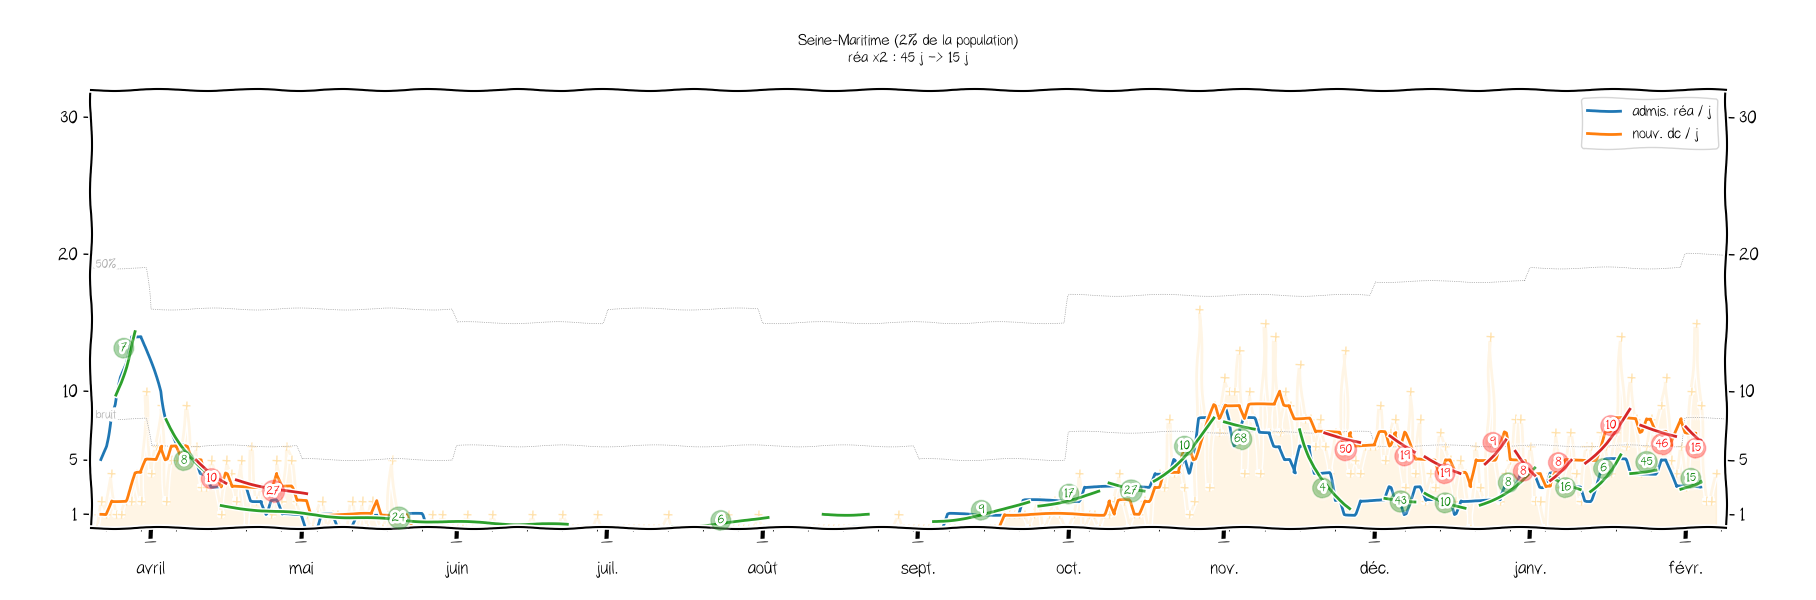 Seine-Maritime (2% de la population)
réa x2 : 45 j -> 15 j
30
30
admis. réa / j
nouv. dc / j
20
20
50%
10
10
bruit
5
5
1
1
7
8
10
27
24
6
9
17
27
10
68
4
50
43
19
10
19
9
8
8
8
16
6
10
45
46
15
15
avril
mai
juin
juil.
août
sept.
oct.
nov.
déc.
janv.
févr.